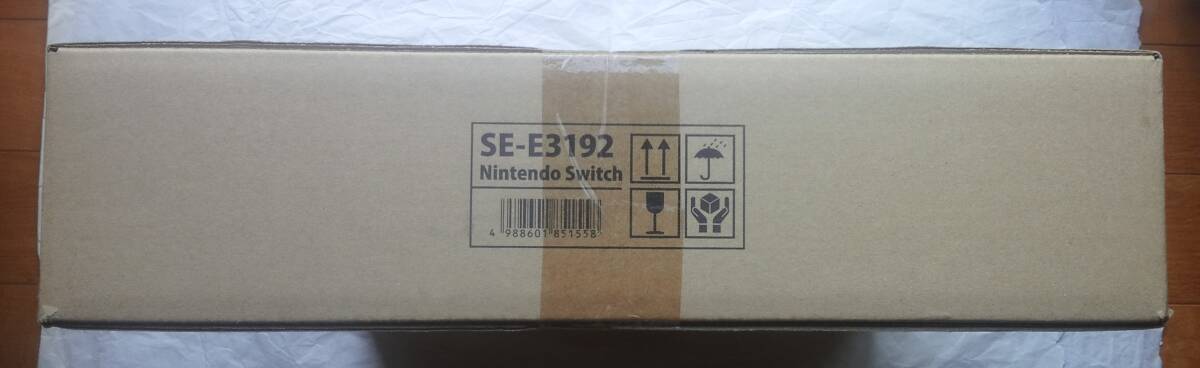 SE-E3192
Nintendo Switch
4 988601 851558